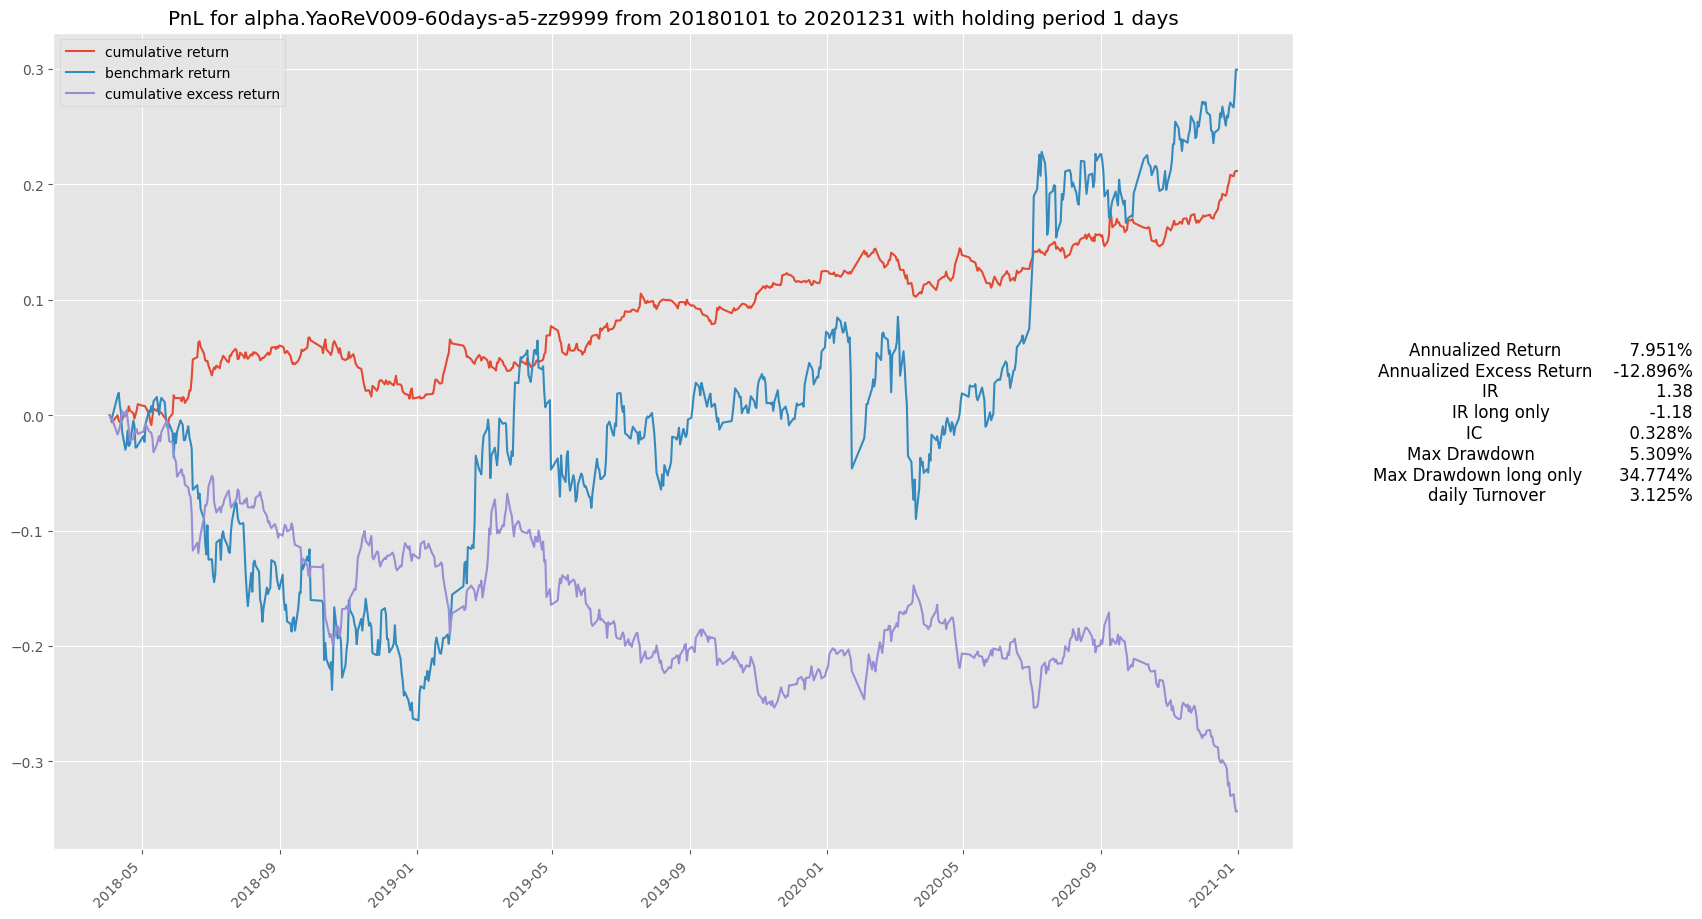 PnL for alpha.YaoReV009-60days-a5-zz9999 from 20180101 to 20201231 with holding period 1 days
cumulative return
benchmark return
cumulative excess return
0.3
0.2
0.1
0.0
−0.1
−0.2
−0.3
2018-05
2018-09
2019-01
2019-05
2019-09
2020-01
2020-05
2020-09
2021-01
Annualized Return 7.951%
Annualized Excess Return -12.896%
IR 1.38
IR long only -1.18
IC 0.328%
Max Drawdown 5.309%
Max Drawdown long only 34.774%
daily Turnover 3.125%